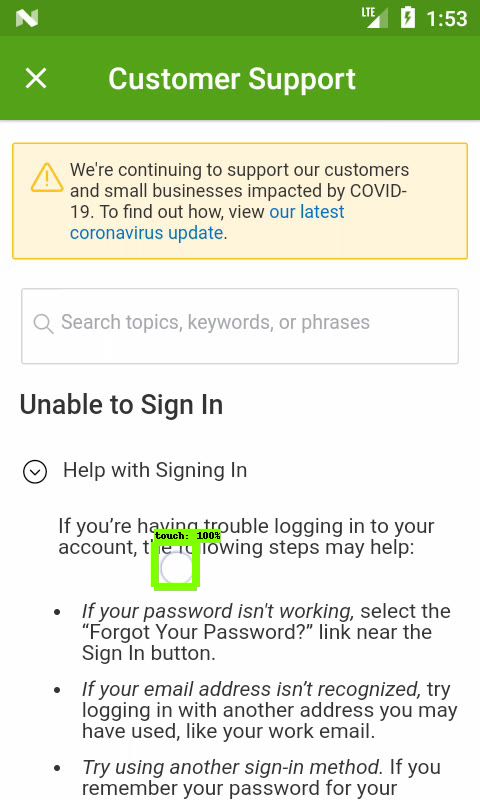 LTE 1:53
Customer Support
We're continuing to support our customers
and small businesses impacted by COVID-
19. To find out how, view our latest
coronavirus update.
Search topics, keywords, or phrases
Unable to Sign In
Help with Signing In
If you’re having trouble logging in to your
touch: 100%
account, the following steps may help:
• If your password isn't working, select the
“Forgot Your Password?” link near the
Sign In button.
• If your email address isn’t recognized, try
logging in with another address you may
have used, like your work email.
• Try using another sign-in method. If you
remember your password for your